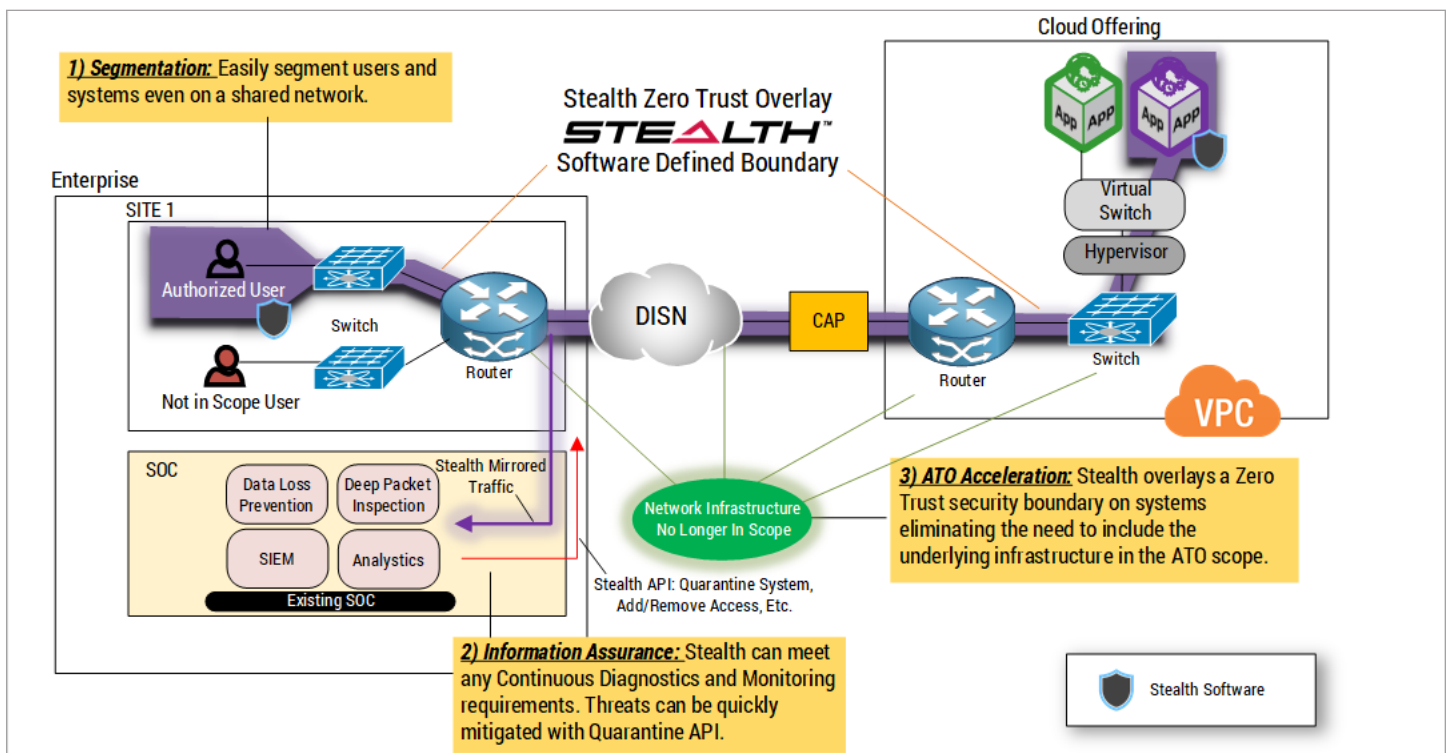 Cloud Offering
1) Segmentation: Easily segment users and
systems even on a shared network.
Stealth Zero Trust Overlay
STEALTH™
Software Defined Boundary
App APP
App APP
Virtual
Switch
Hypervisor
Enterprise
SITE 1
Authorized User
Switch
Not in Scope User
Router
DISN
CAP
Router
Switch
VPC
SOC
Data Loss
Prevention
Deep Packet
Inspection
SIEM
Analystics
Existing SOC
Stealth Mirrored
Traffic
Network Infrastructure
No Longer In Scope
Stealth API: Quarantine System,
Add/Remove Access, Etc.
3) ATO Acceleration: Stealth overlays a Zero
Trust security boundary on systems
eliminating the need to include the
underlying infrastructure in the ATO scope.
2) Information Assurance: Stealth can meet
any Continuous Diagnostics and Monitoring
requirements. Threats can be quickly
mitigated with Quarantine API.
Stealth Software